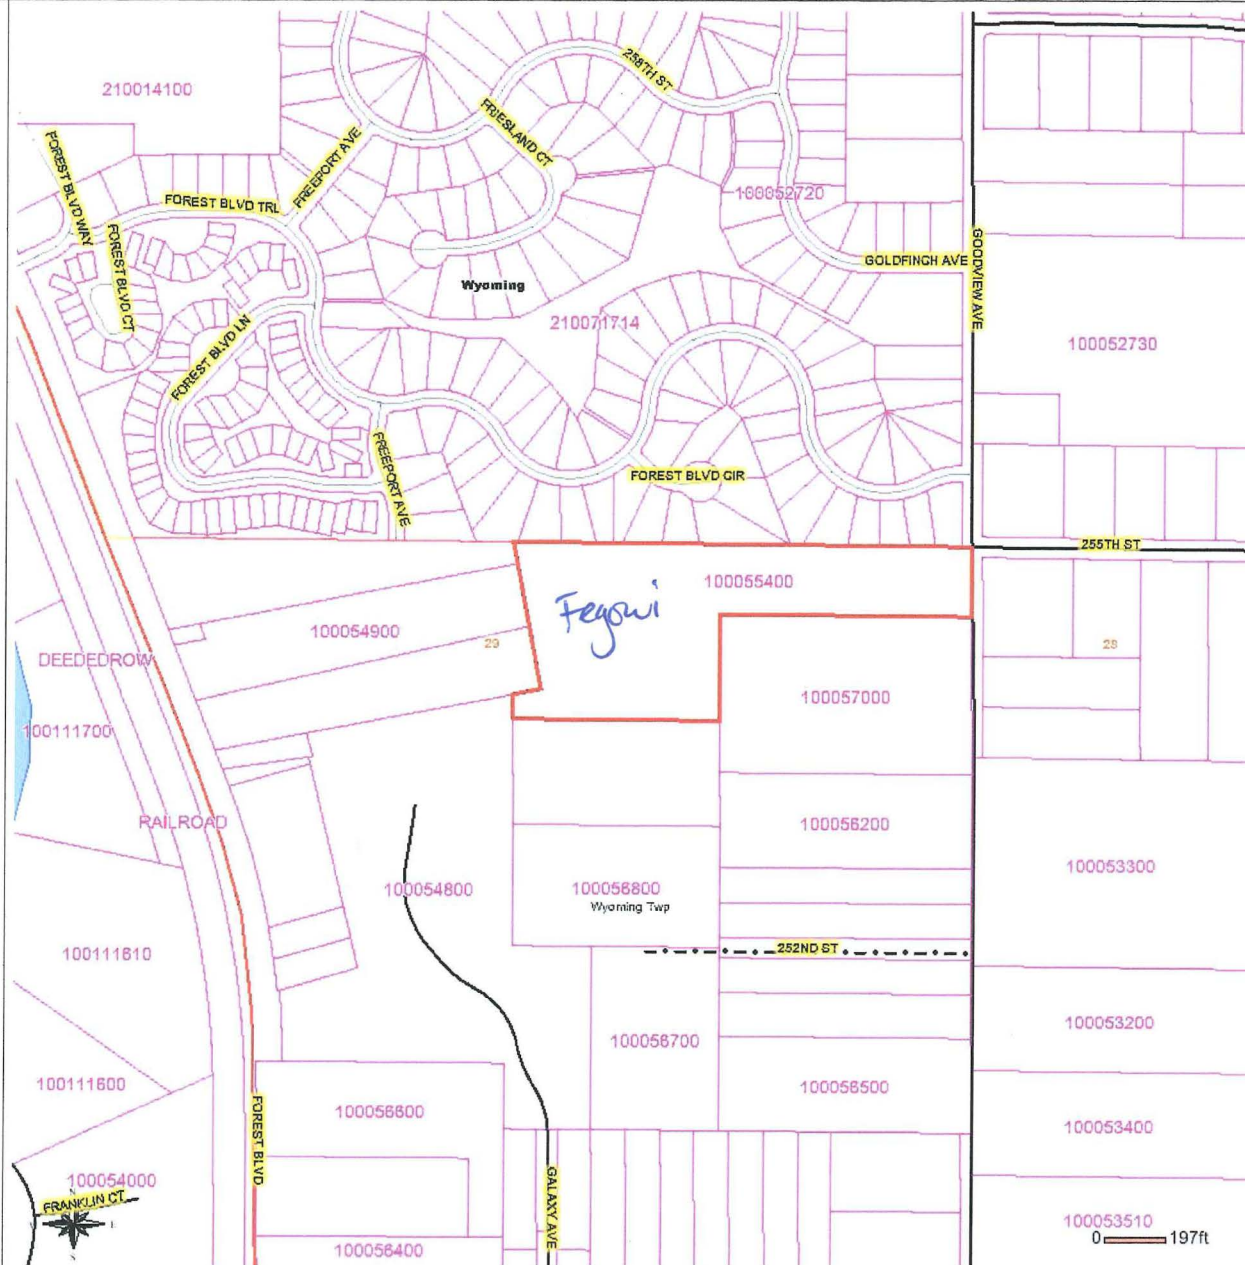 258TH ST
210014100
FRIESLAND CT
FREEPORT AVE
FOREST BLVD WAY
FOREST BLVD TRL
100052720
FOREST BLVD CT
GOODVIEW AVE
GOLDFINCH AVE
Wyoming
210071714
100052730
FOREST BLVD LN
FREEPORT AVE
FOREST BLVD CIR
255TH ST
100055400
100054900
29
28
DEEDEDROW
100057000
100111700
RAILROAD
100056200
100053300
100054800
100056800
Wyoming Twp
252ND ST
100111610
100053200
100056700
100111600
100056500
100056600
100053400
FOREST BLVD
100054000
FRANKLIN CT
GALAXY AVE
100053510
0 197ft
100056400
S